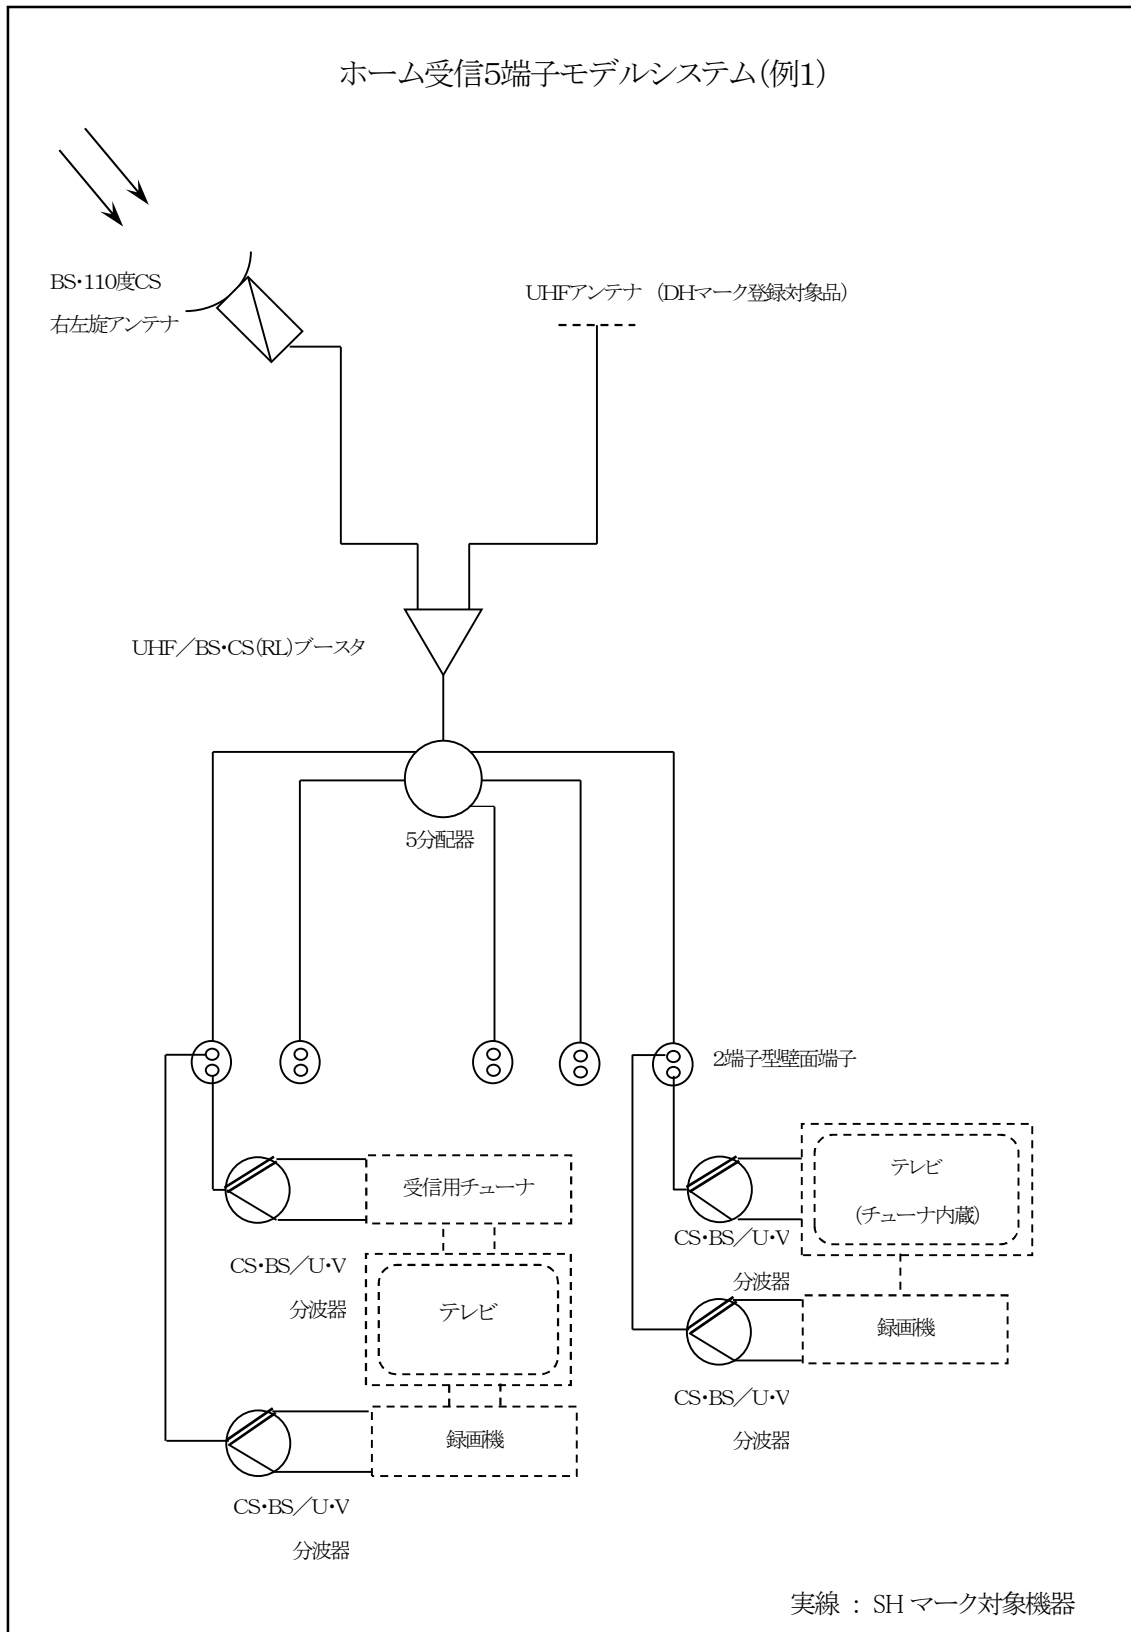 ホーム受信5端子モデルシステム(例1)
BS・110度CS
右左旋アンテナ
UHFアンテナ (DHマーク登録対象品)
UHF/BS・CS(RL)ブースタ
5分配器
2端子型壁面端子
テレビ
(チューナ内蔵)
受信用チューナ
CS・BS/U・V
分波器
CS・BS/U・V
分波器
テレビ
録画機
CS・BS/U・V
分波器
録画機
CS・BS/U・V
分波器
実線 : SH マーク対象機器